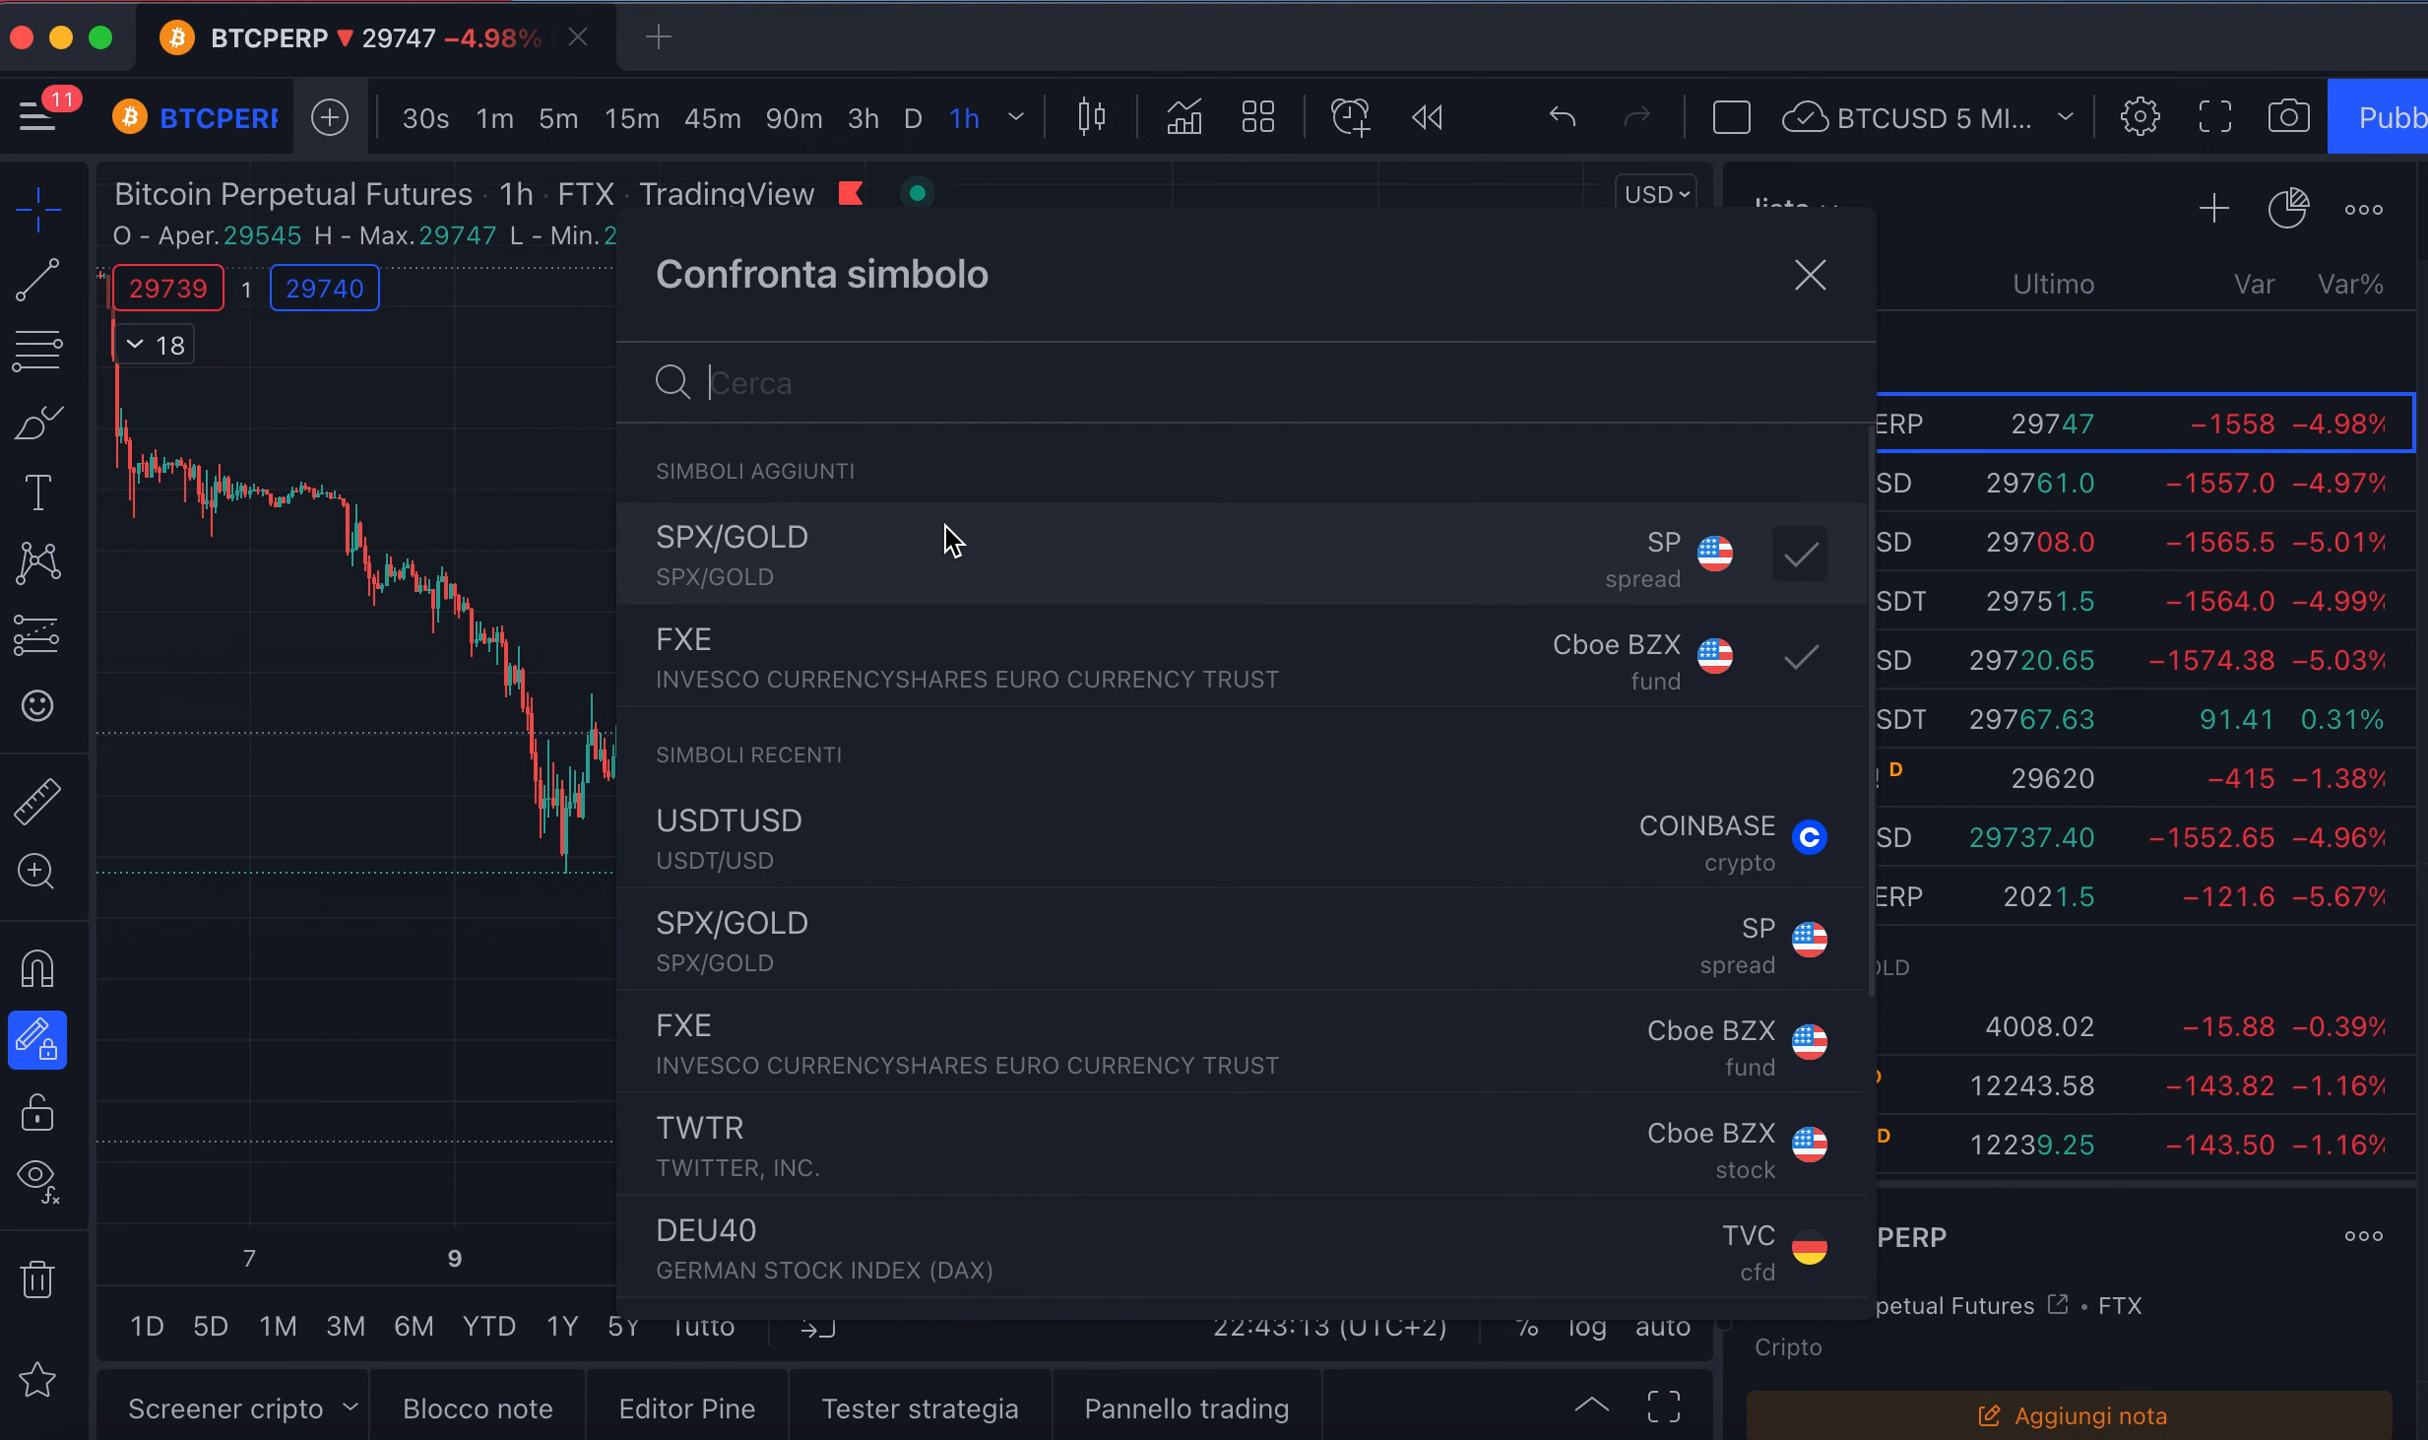 BTCPERP ▼ 29747 −4.98%
11
BTCPERP
30s 1m 5m 15m 45m 90m 3h D 1h
BTCUSD 5 MI...
Pubb
Bitcoin Perpetual Futures · 1h · FTX · TradingView
USD
lista
O - Aper.29545 H - Max.29747 L - Min.2
29739 1 29740
18
Confronta simbolo
Cerca
SIMBOLI AGGIUNTI
SPX/GOLD
SPX/GOLD
SP
spread
FXE
INVESCO CURRENCYSHARES EURO CURRENCY TRUST
Cboe BZX
fund
SIMBOLI RECENTI
USDTUSD
USDT/USD
COINBASE
crypto
SPX/GOLD
SPX/GOLD
SP
spread
FXE
INVESCO CURRENCYSHARES EURO CURRENCY TRUST
Cboe BZX
fund
TWTR
TWITTER, INC.
Cboe BZX
stock
DEU40
GERMAN STOCK INDEX (DAX)
TVC
cfd
Ultimo Var Var%
ERP 29747 −1558 −4.98%
SD 29761.0 −1557.0 −4.97%
SD 29708.0 −1565.5 −5.01%
SDT 29751.5 −1564.0 −4.99%
SD 29720.65 −1574.38 −5.03%
SDT 29767.63 91.41 0.31%
! D 29620 −415 −1.38%
SD 29737.40 −1552.65 −4.96%
ERP 2021.5 −121.6 −5.67%
OLD
4008.02 −15.88 −0.39%
D 12243.58 −143.82 −1.16%
D 12239.25 −143.50 −1.16%
PERP
petual Futures • FTX
Cripto
Aggiungi nota
7 9
1D 5D 1M 3M 6M YTD 1Y 5Y Tutto
22:43:13 (UTC+2) % log auto
Screener cripto Blocco note Editor Pine Tester strategia Pannello trading